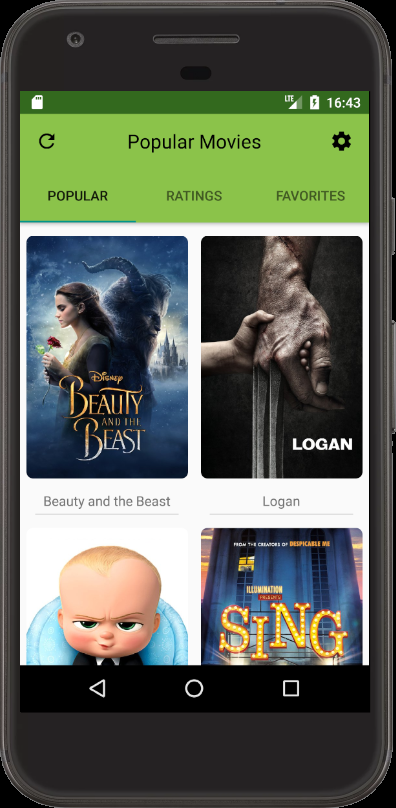 LTE 16:43
Popular Movies
POPULAR RATINGS FAVORITES
Disney
BEAUTY
AND THE
BEAST
LOGAN
Beauty and the Beast
Logan
FROM THE CREATORS OF DESPICABLE ME
ILLUMINATION
PRESENTS
SING